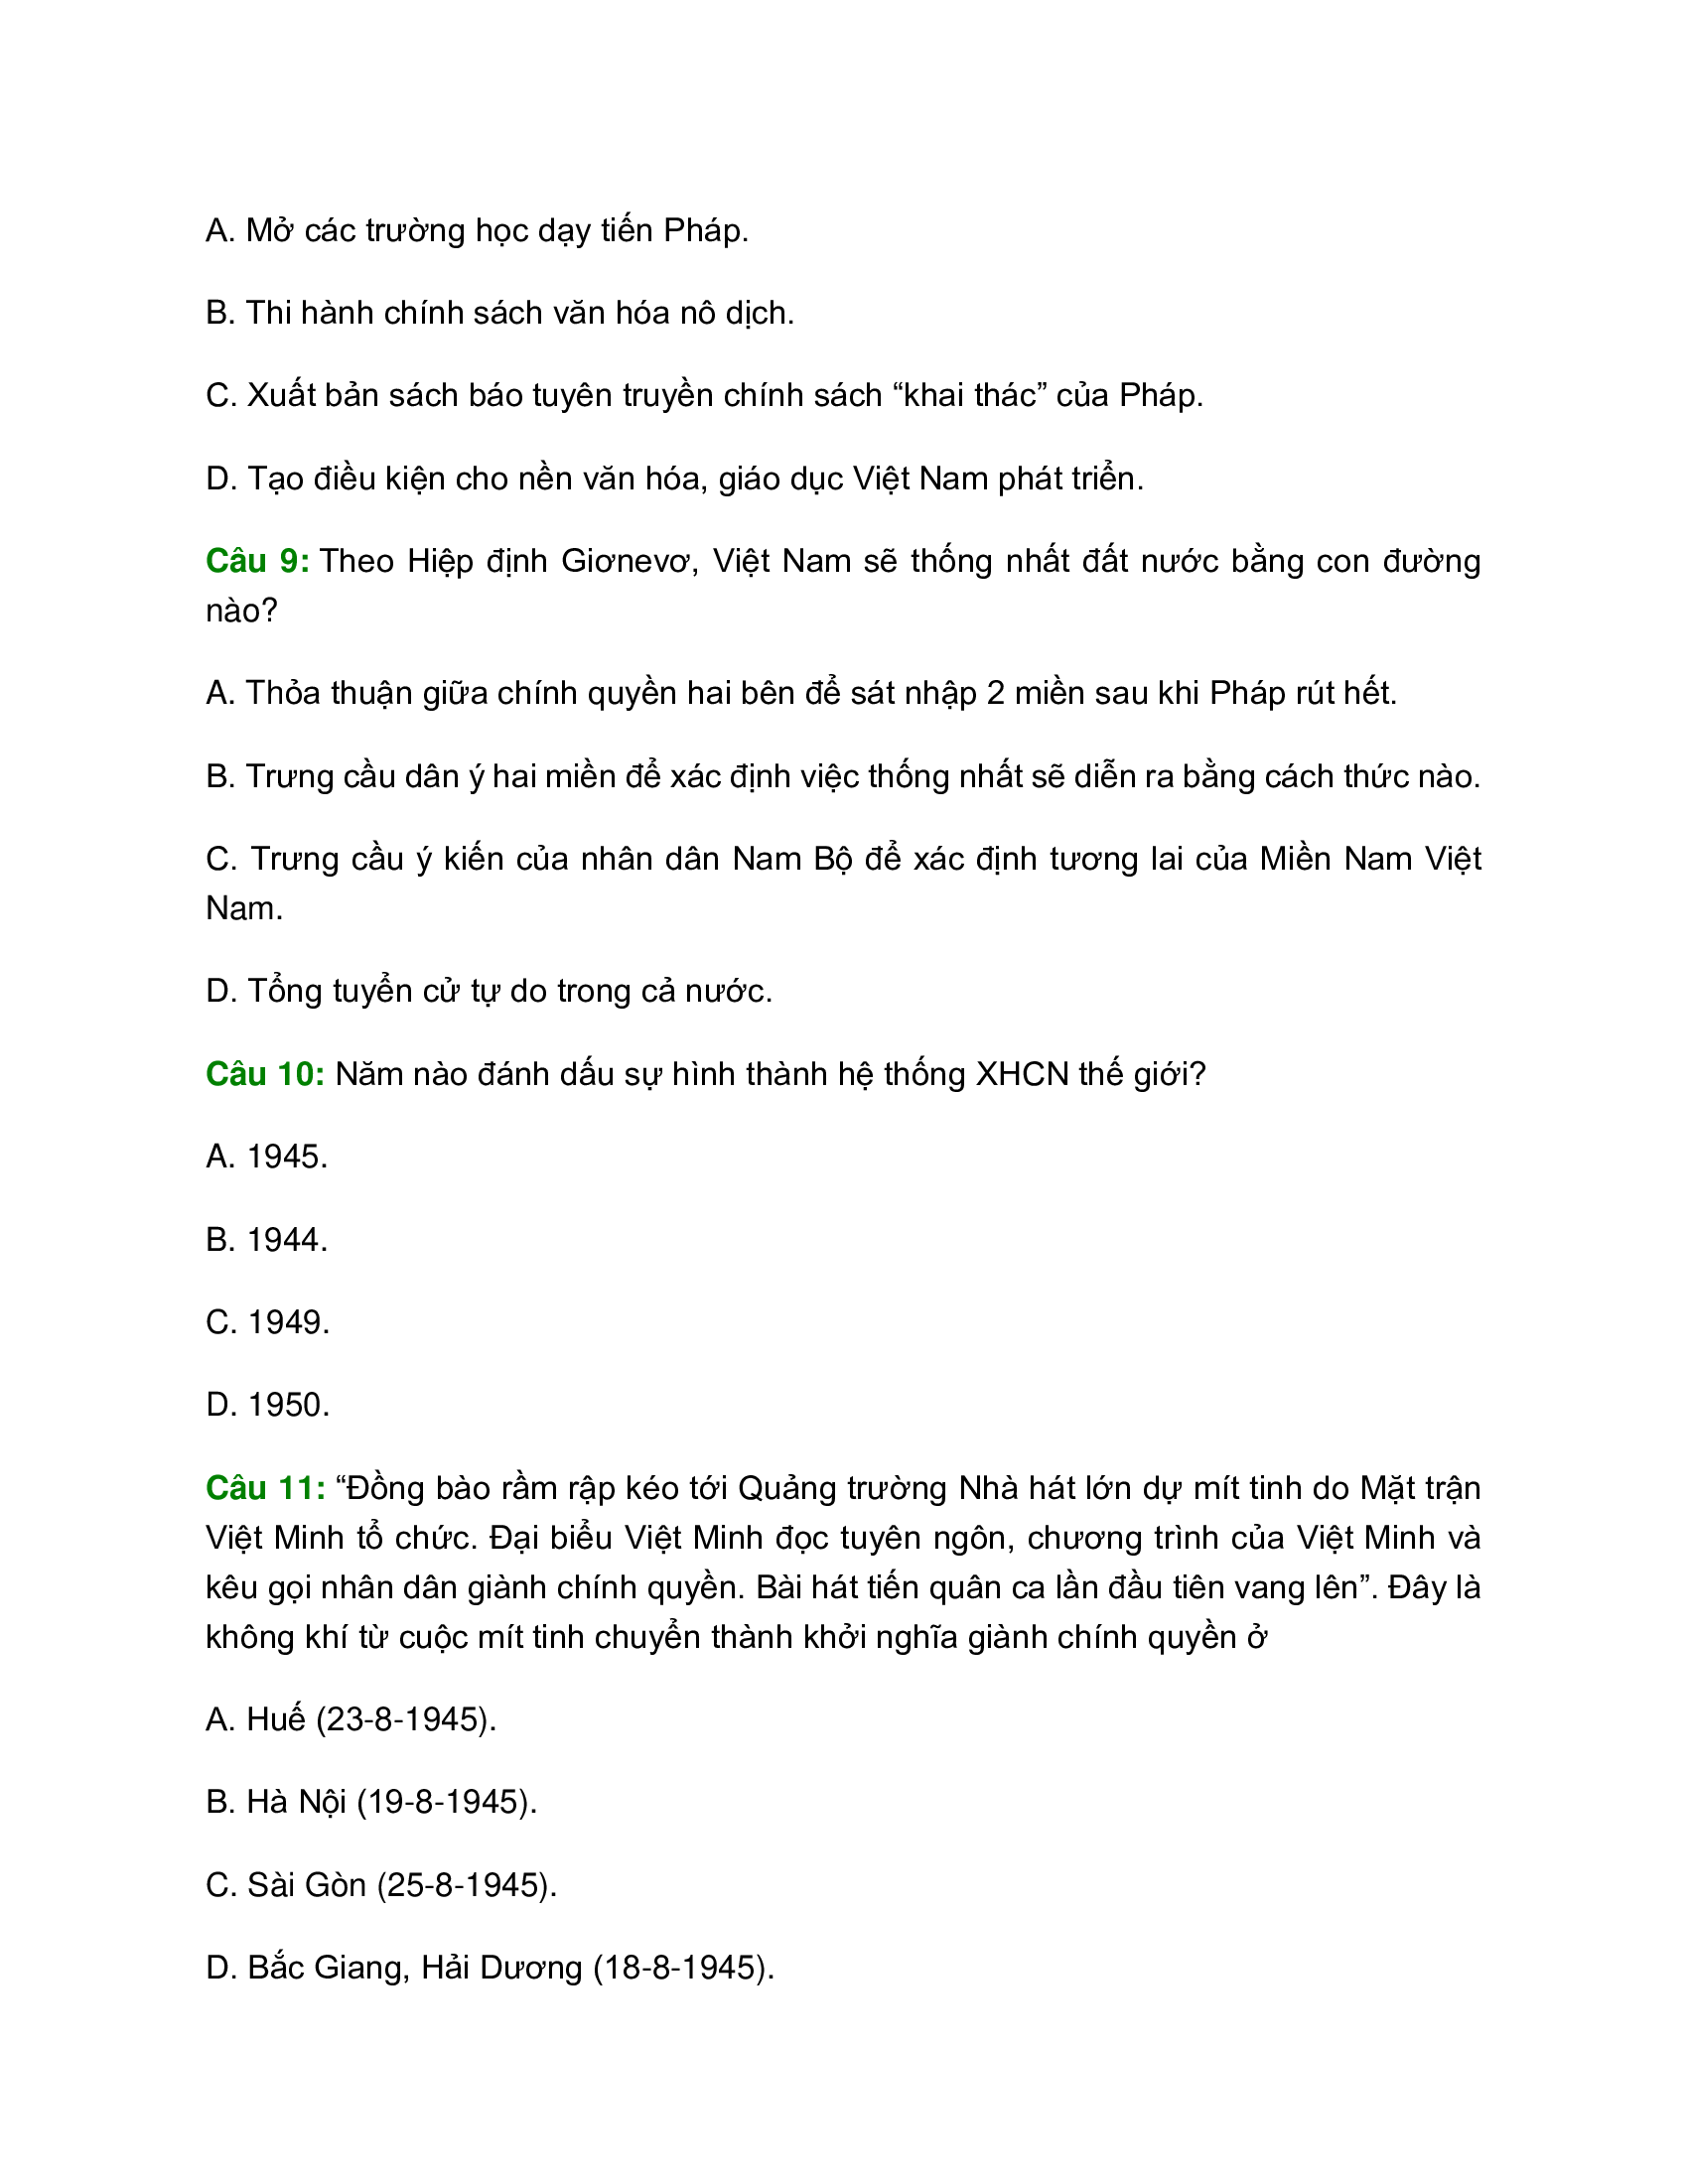 A. Mở các trường học dạy tiến Pháp.
B. Thi hành chính sách văn hóa nô dịch.
C. Xuất bản sách báo tuyên truyền chính sách “khai thác” của Pháp.
D. Tạo điều kiện cho nền văn hóa, giáo dục Việt Nam phát triển.
Câu 9: Theo Hiệp định Giơnevơ, Việt Nam sẽ thống nhất đất nước bằng con đường
nào?
A. Thỏa thuận giữa chính quyền hai bên để sát nhập 2 miền sau khi Pháp rút hết.
B. Trưng cầu dân ý hai miền để xác định việc thống nhất sẽ diễn ra bằng cách thức nào.
C. Trưng cầu ý kiến của nhân dân Nam Bộ để xác định tương lai của Miền Nam Việt
Nam.
D. Tổng tuyển cử tự do trong cả nước.
Câu 10: Năm nào đánh dấu sự hình thành hệ thống XHCN thế giới?
A. 1945.
B. 1944.
C. 1949.
D. 1950.
Câu 11: “Đồng bào rầm rập kéo tới Quảng trường Nhà hát lớn dự mít tinh do Mặt trận
Việt Minh tổ chức. Đại biểu Việt Minh đọc tuyên ngôn, chương trình của Việt Minh và
kêu gọi nhân dân giành chính quyền. Bài hát tiến quân ca lần đầu tiên vang lên”. Đây là
không khí từ cuộc mít tinh chuyển thành khởi nghĩa giành chính quyền ở
A. Huế (23-8-1945).
B. Hà Nội (19-8-1945).
C. Sài Gòn (25-8-1945).
D. Bắc Giang, Hải Dương (18-8-1945).